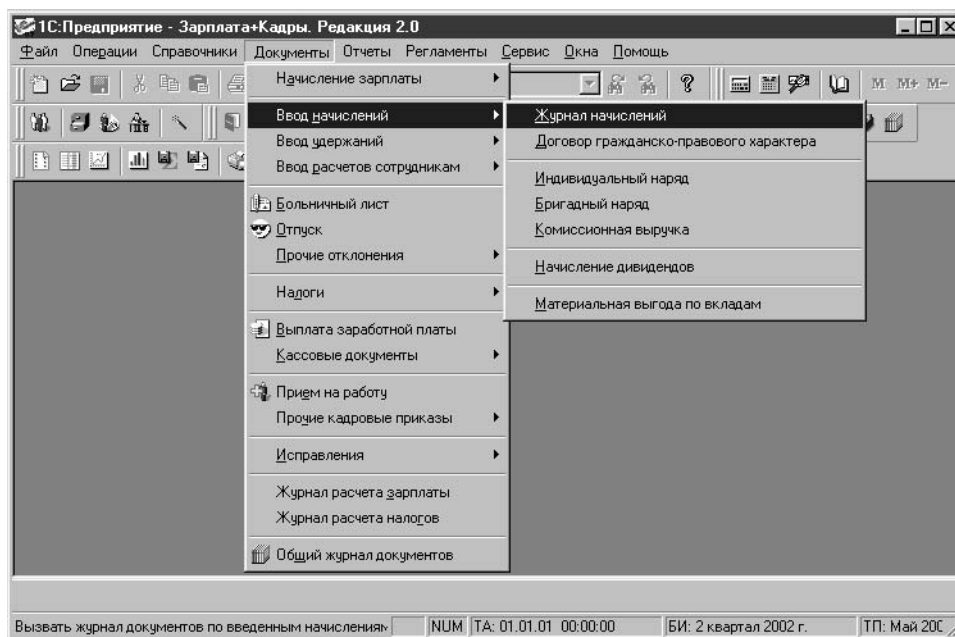 1С:Предприятие - Зарплата+Кадры. Редакция 2.0
Файл Операции Справочники Документы Отчеты Регламенты Сервис Окна Помощь
? M M+ M-
Начисление зарплаты
Ввод начислений
Ввод удержаний
Ввод расчетов сотрудникам
Больничный лист
Отпуск
Прочие отклонения
Налоги
Выплата заработной платы
Кассовые документы
Прием на работу
Прочие кадровые приказы
Исправления
Журнал расчета зарплаты
Журнал расчета налогов
Общий журнал документов
Журнал начислений
Договор гражданско-правового характера
Индивидуальный наряд
Бригадный наряд
Комиссионная выручка
Начисление дивидендов
Материальная выгода по вкладам
Вызвать журнал документов по введенным начислениям NUM ТА: 01.01.01 00:00:00 БИ: 2 квартал 2002 г. ТП: Май 200